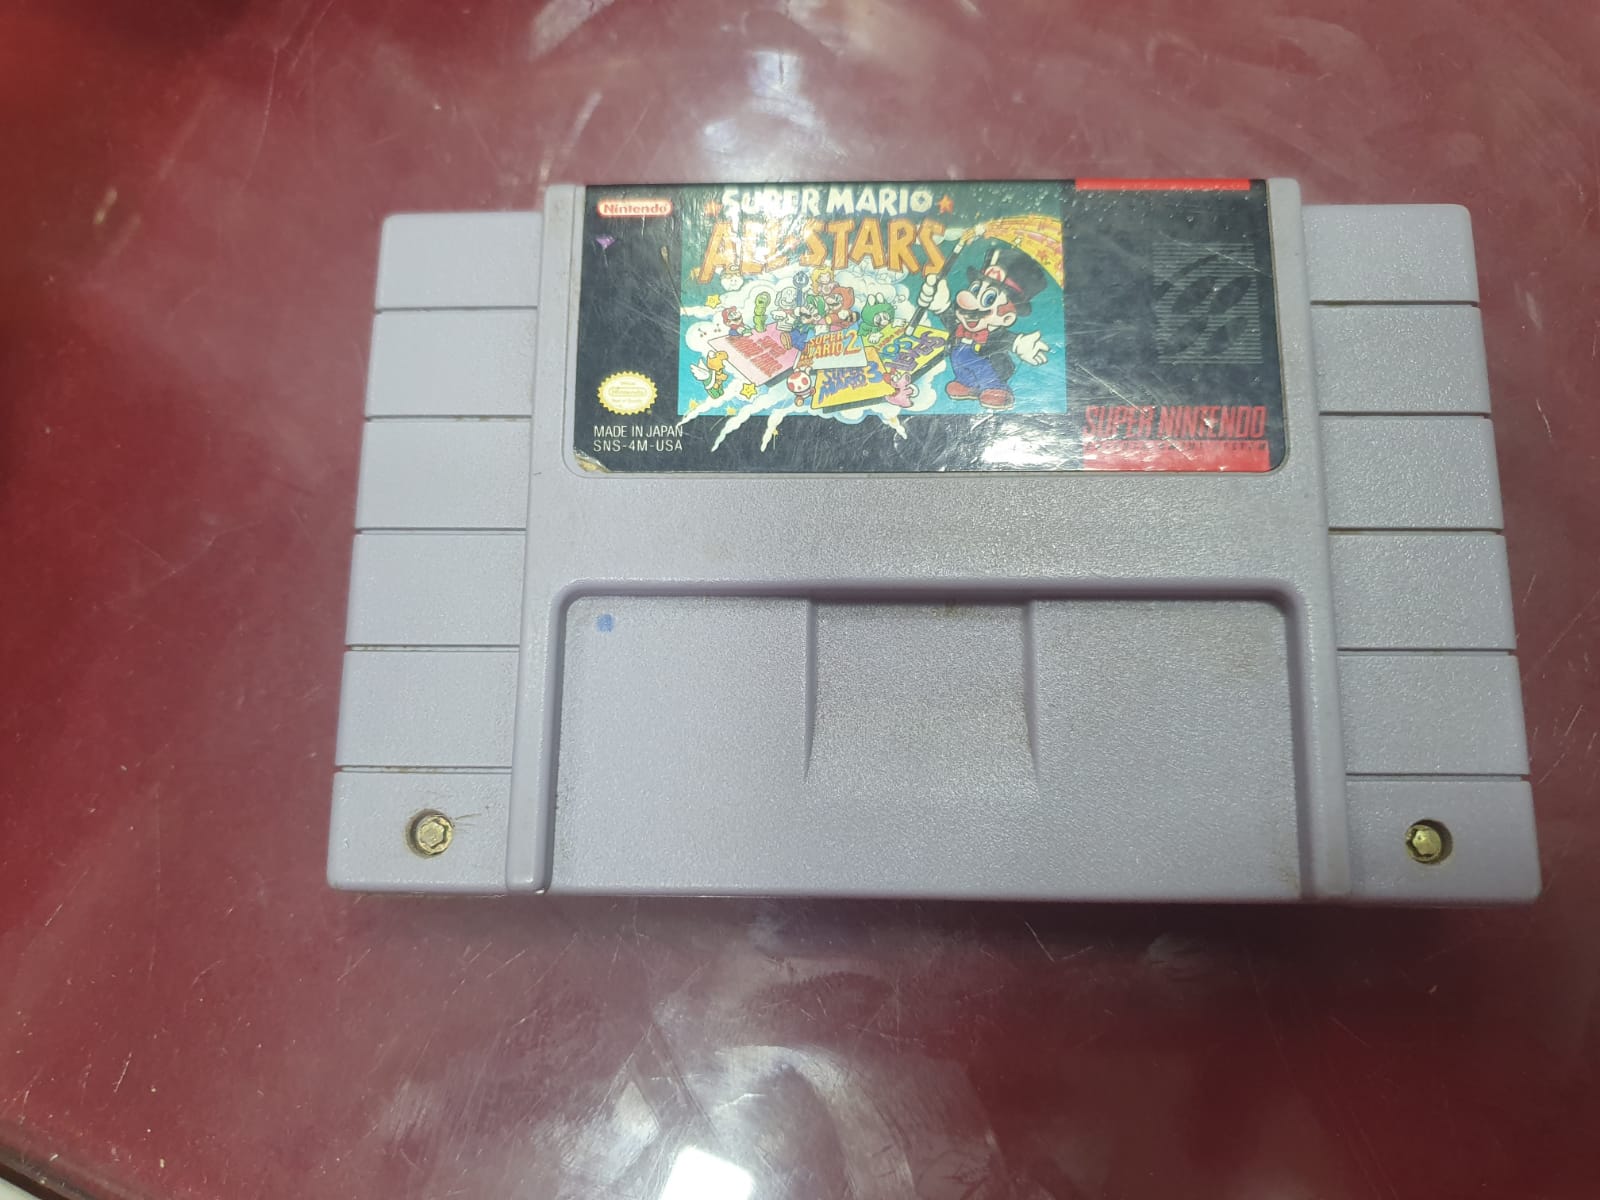 Nintendo
SUPER MARIO
ALL-STARS
SUPER
MARIO 2
SUPER
MARIO 3
Nintendo
MADE IN JAPAN
SNS-4M-USA
SUPER NINTENDO